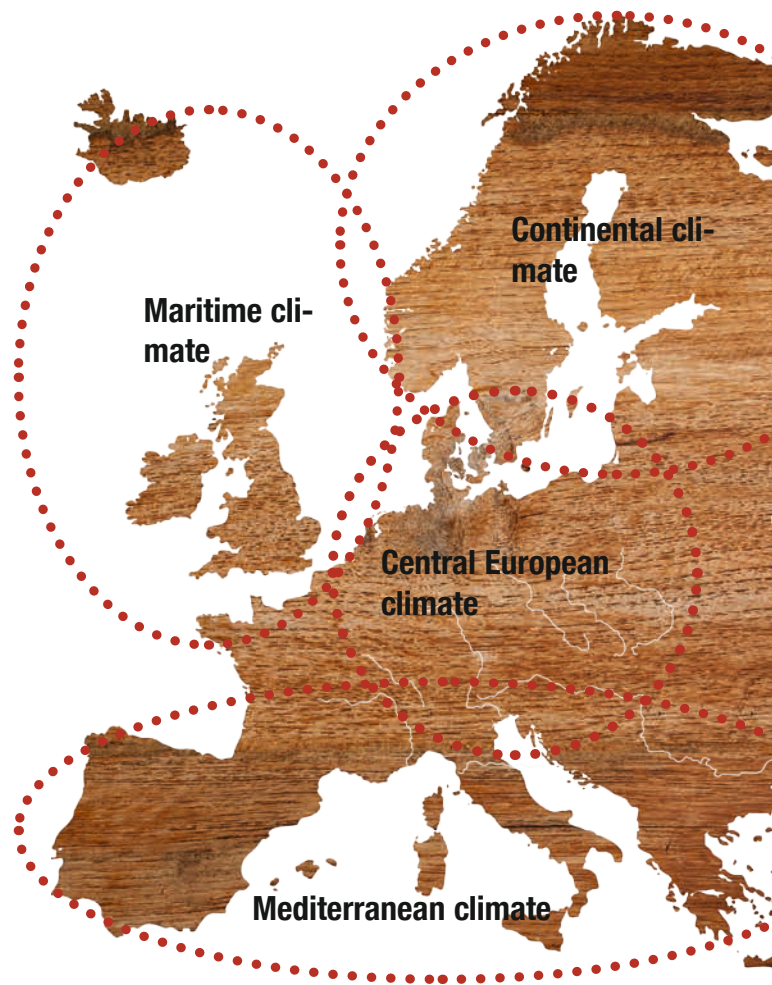 Continental cli-
mate
Maritime cli-
mate
Central European
climate
Mediterranean climate